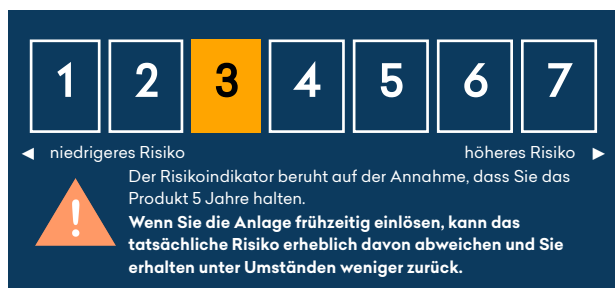 1 2 3 4 5 6 7
◄ niedrigeres Risiko höheres Risiko ►
Der Risikoindikator beruht auf der Annahme, dass Sie das
Produkt 5 Jahre halten.
!
Wenn Sie die Anlage frühzeitig einlösen, kann das
tatsächliche Risiko erheblich davon abweichen und Sie
erhalten unter Umständen weniger zurück.